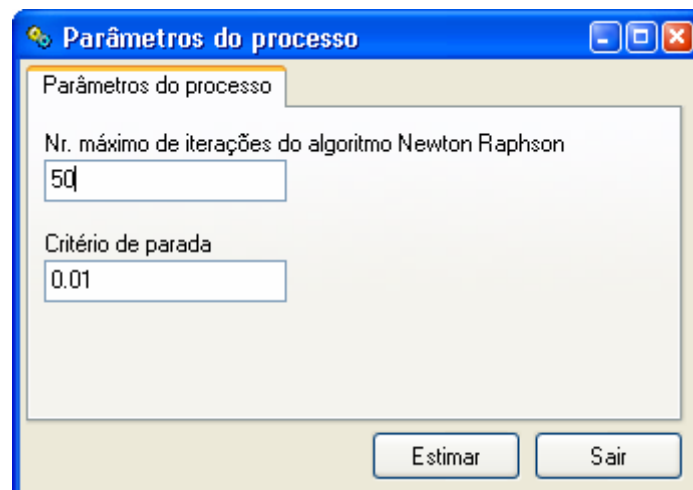 Parâmetros do processo
Parâmetros do processo
Nr. máximo de iterações do algoritmo Newton Raphson
50
Critério de parada
0.01
Estimar
Sair